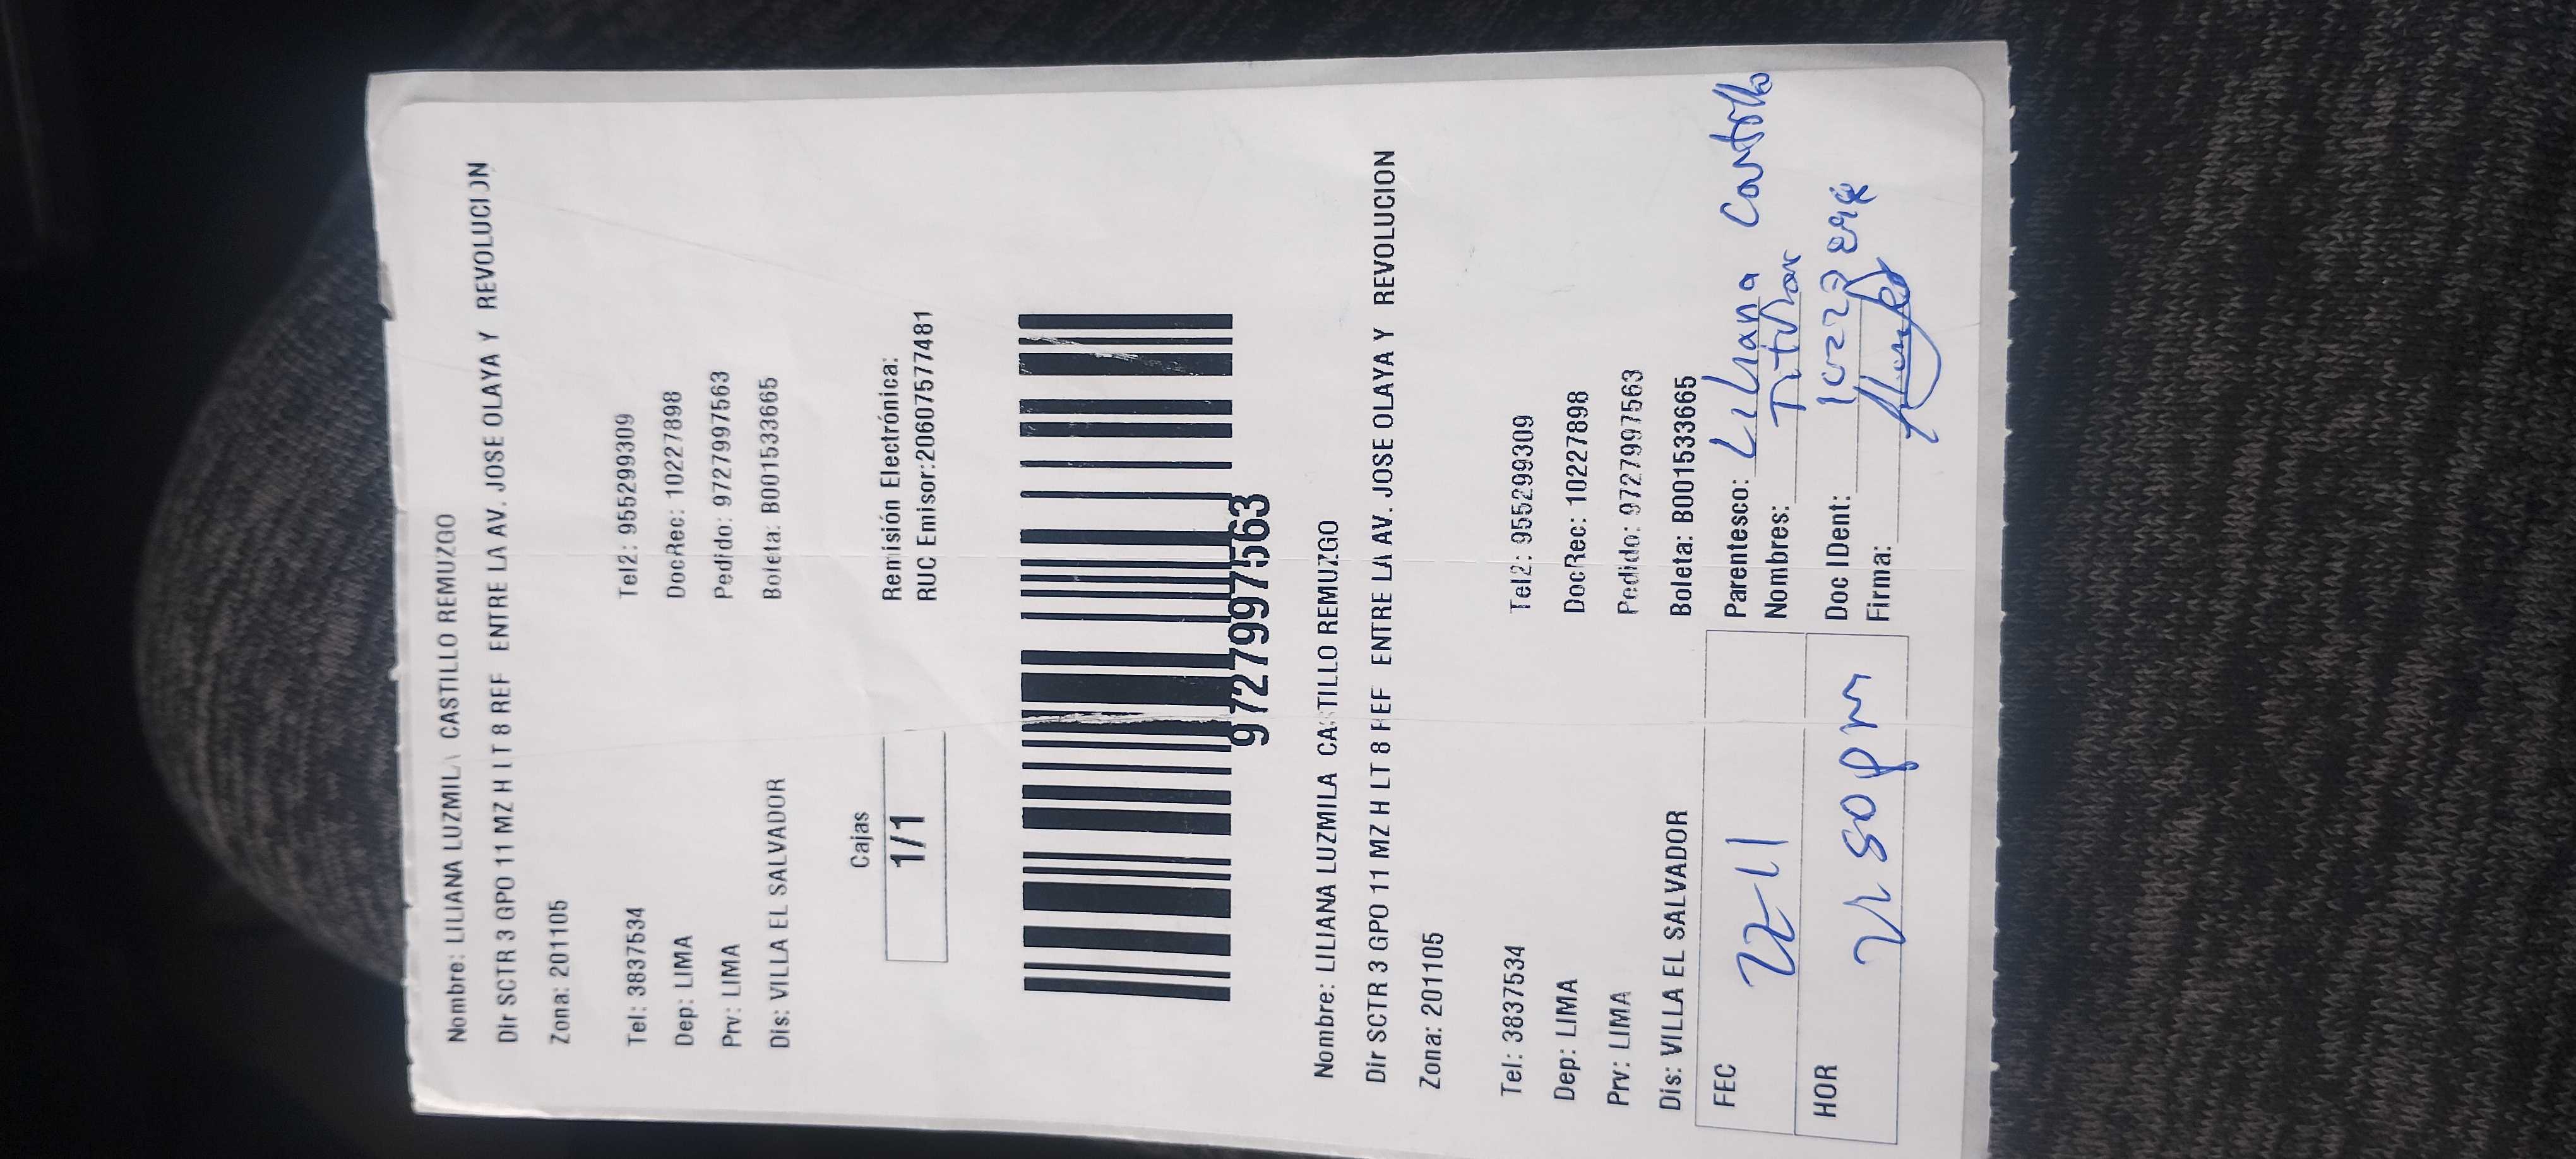 Nombre: LILIANA LUZMILA CASTILLO REMUZGO
Dir SCTR 3 GPO 11 MZ H LT 8 REF ENTRE LA AV. JOSE OLAYA Y REVOLUCION
Zona: 201105
Tel: 3837534 Tel2: 955299309
Dep: LIMA DocRec: 10227898
Prv: LIMA Pedido: 97279997563
Dis: VILLA EL SALVADOR Boleta: B001533665
Cajas Remisión Electrónica:
1/1 RUC Emisor:20607577481
97279997563
Nombre: LILIANA LUZMILA CASTILLO REMUZGO
Dir SCTR 3 GPO 11 MZ H LT 8 REF ENTRE LA AV. JOSE OLAYA Y REVOLUCION
Zona: 201105
Tel: 3837534 Tel2: 955299309
Dep: LIMA DocRec: 10227898
Prv: LIMA Pedido: 97279997563
Dis: VILLA EL SALVADOR Boleta: B001533665
FEC 22-11 Parentesco: Liliana Castillo
Nombres: Titular
HOR pm Doc IDent:
Firma: